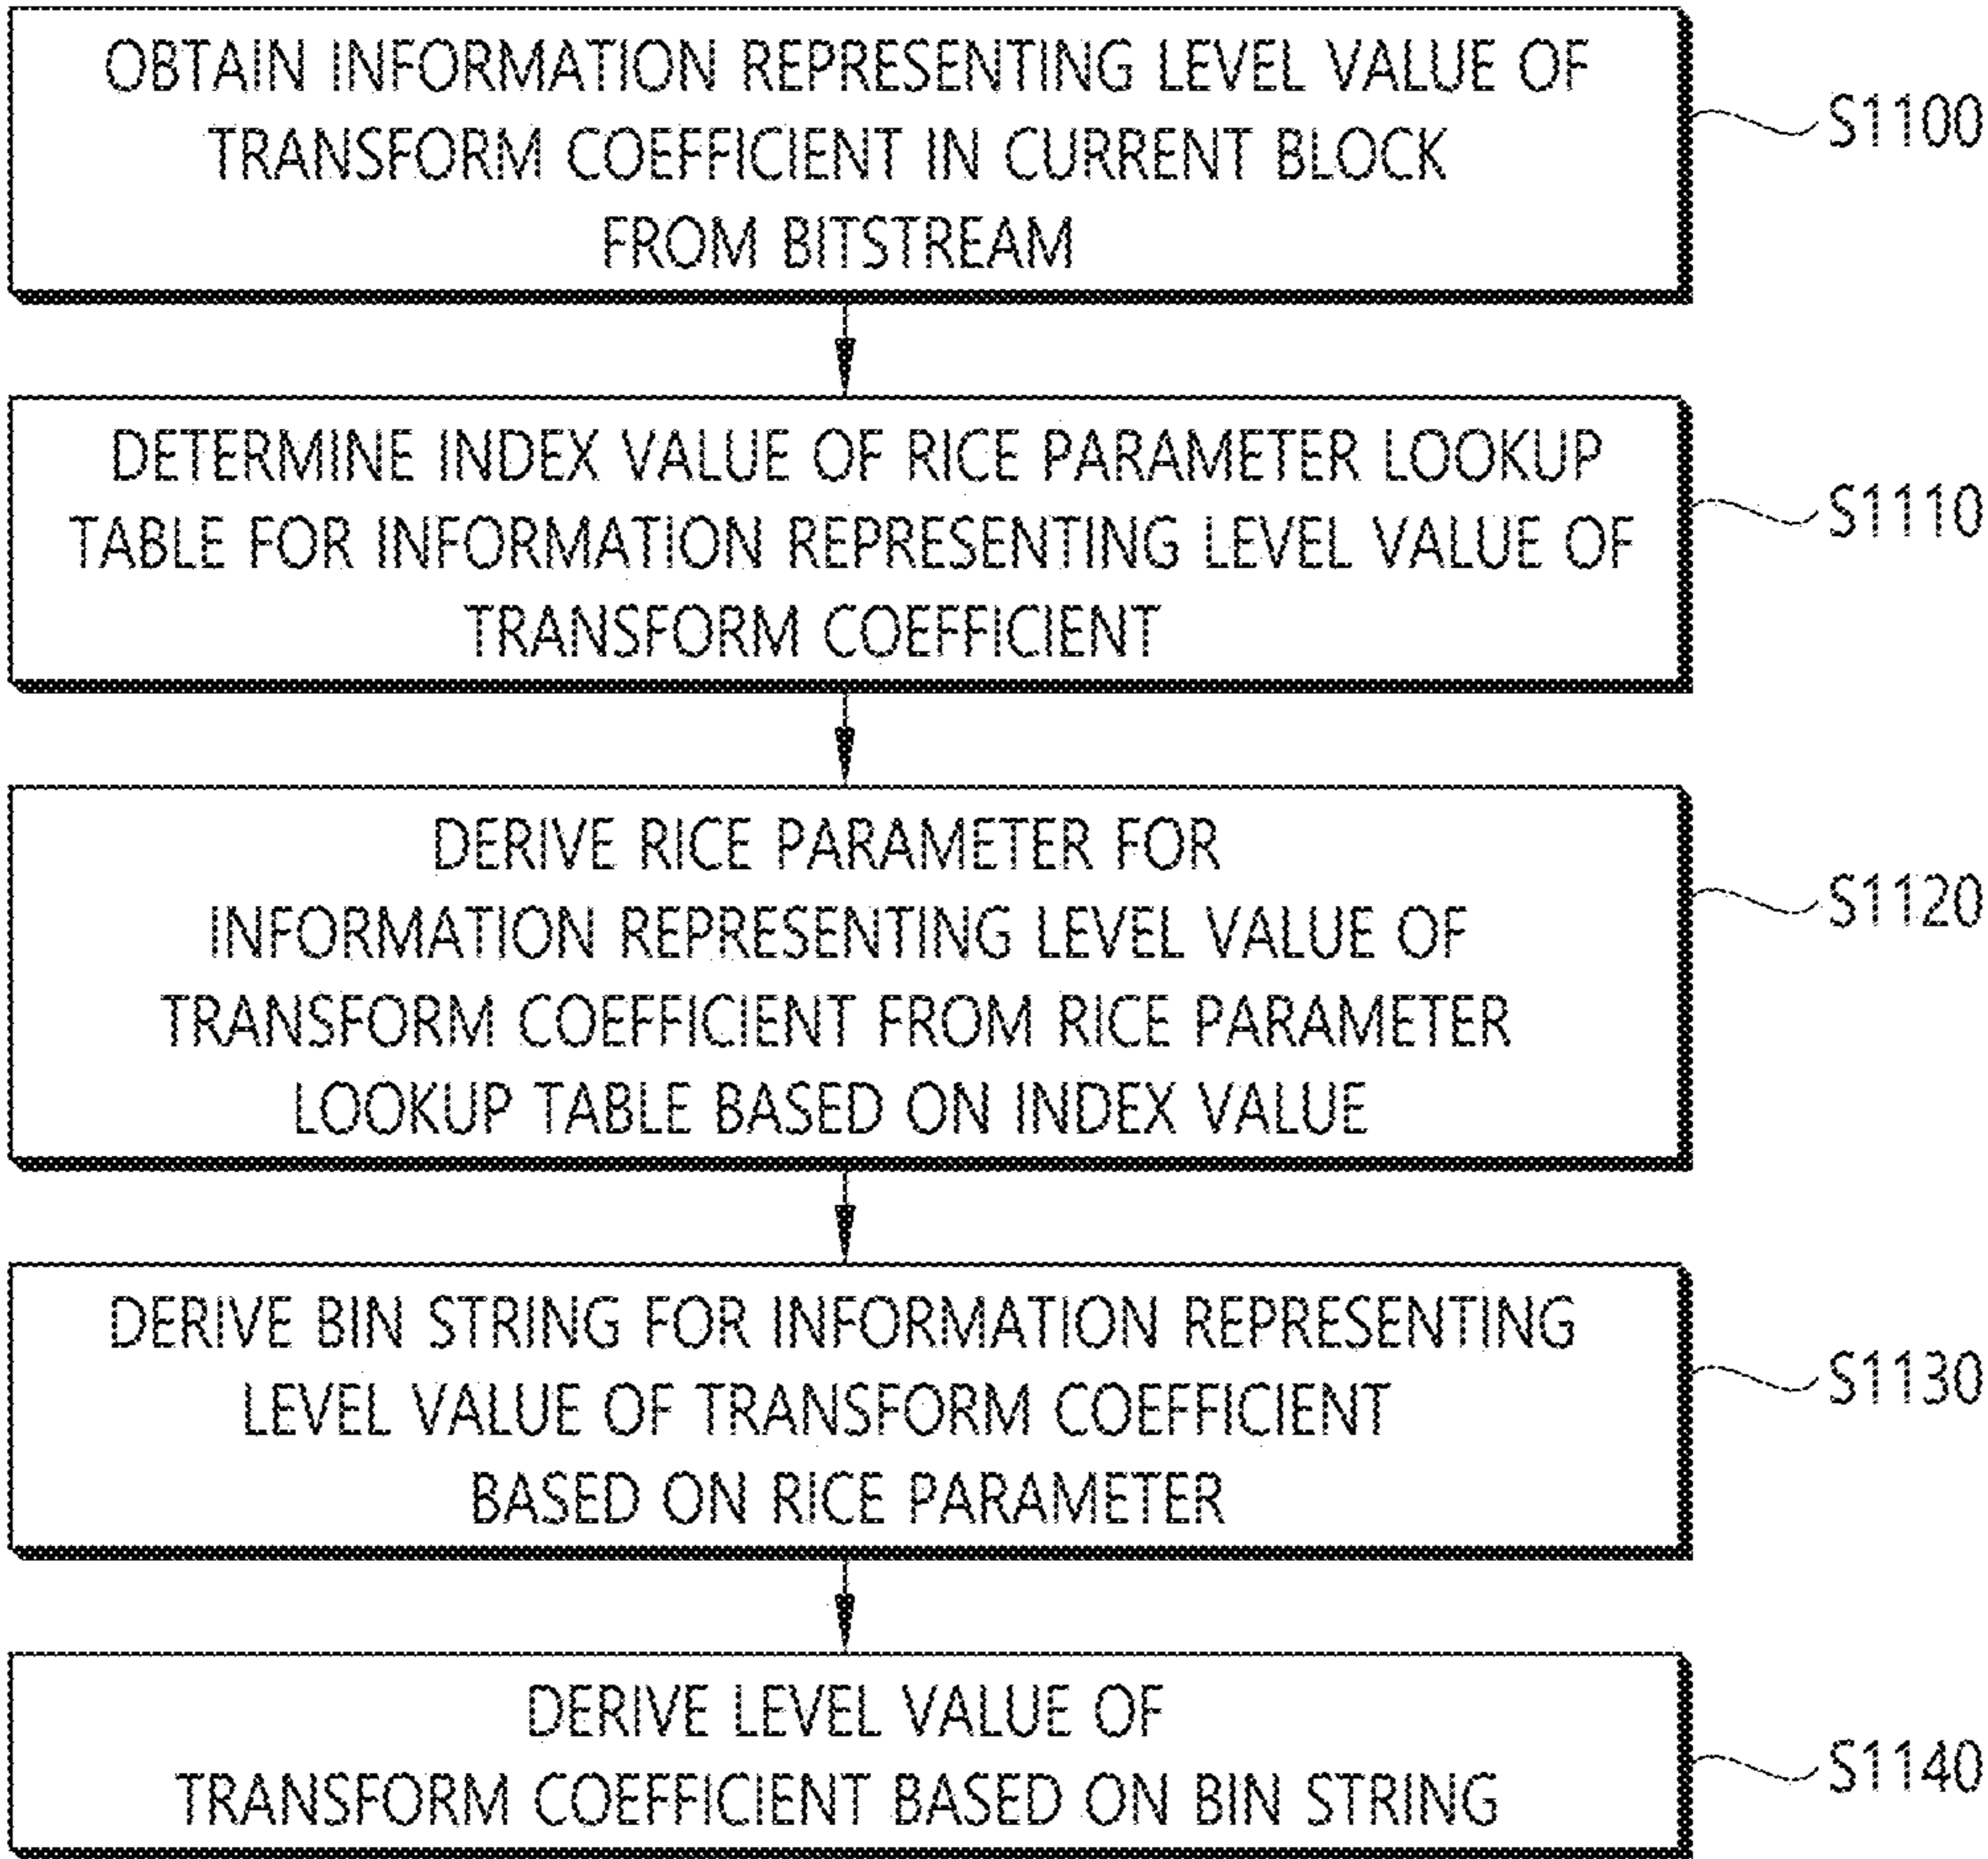 OBTAIN INFORMATION REPRESENTING LEVEL VALUE OF
TRANSFORM COEFFICIENT IN CURRENT BLOCK
FROM BITSTREAM
S1100
DETERMINE INDEX VALUE OF RICE PARAMETER LOOKUP
TABLE FOR INFORMATION REPRESENTING LEVEL VALUE OF
TRANSFORM COEFFICIENT
S1110
DERIVE RICE PARAMETER FOR
INFORMATION REPRESENTING LEVEL VALUE OF
TRANSFORM COEFFICIENT FROM RICE PARAMETER
LOOKUP TABLE BASED ON INDEX VALUE
S1120
DERIVE BIN STRING FOR INFORMATION REPRESENTING
LEVEL VALUE OF TRANSFORM COEFFICIENT
BASED ON RICE PARAMETER
S1130
DERIVE LEVEL VALUE OF
TRANSFORM COEFFICIENT BASED ON BIN STRING
S1140